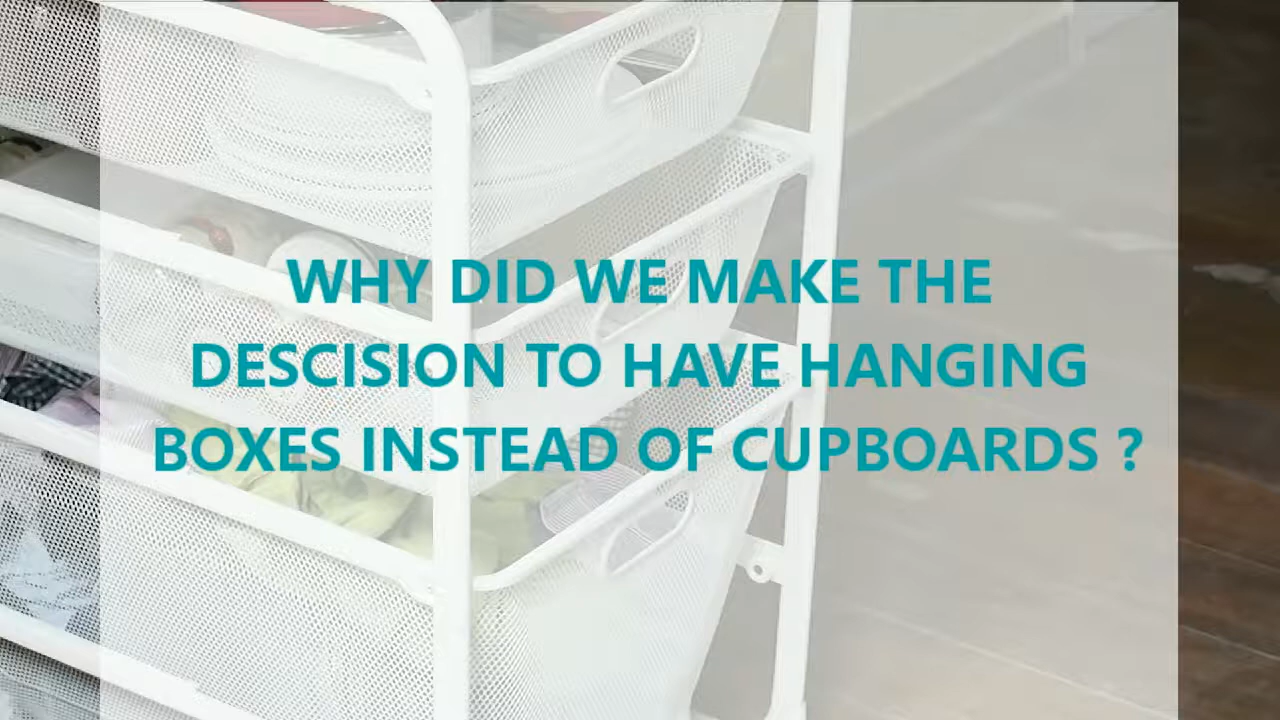 WHY DID WE MAKE THE
DESCISION TO HAVE HANGING
BOXES INSTEAD OF CUPBOARDS ?